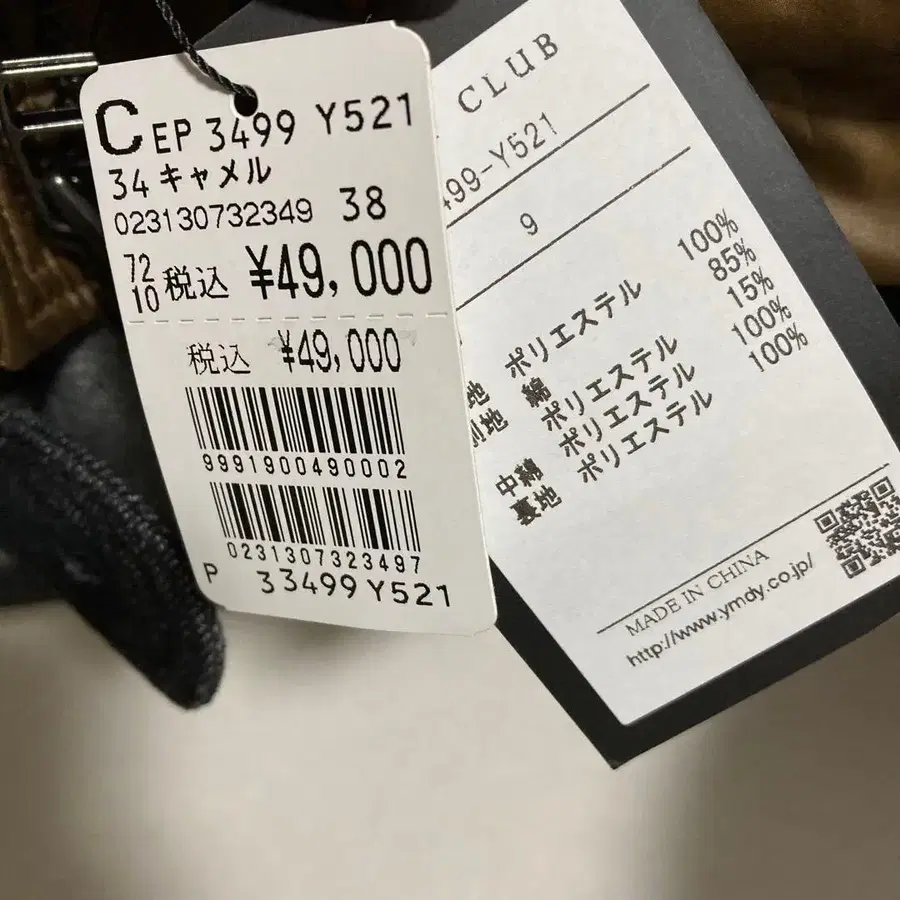 C EP 3499 Y521
34 キャメル
023130732349 38
72
10 税込 ¥49,000
税込 ¥49,000
9991900490002
0231307323497
P 33499 Y521
CLUB
499-Y521
9
地 ポリエステル 100%
別地 綿 85%
ポリエステル 15%
中綿 ポリエステル 100%
裏地 ポリエステル 100%
MADE IN CHINA
http://www.ymdy.co.jp/